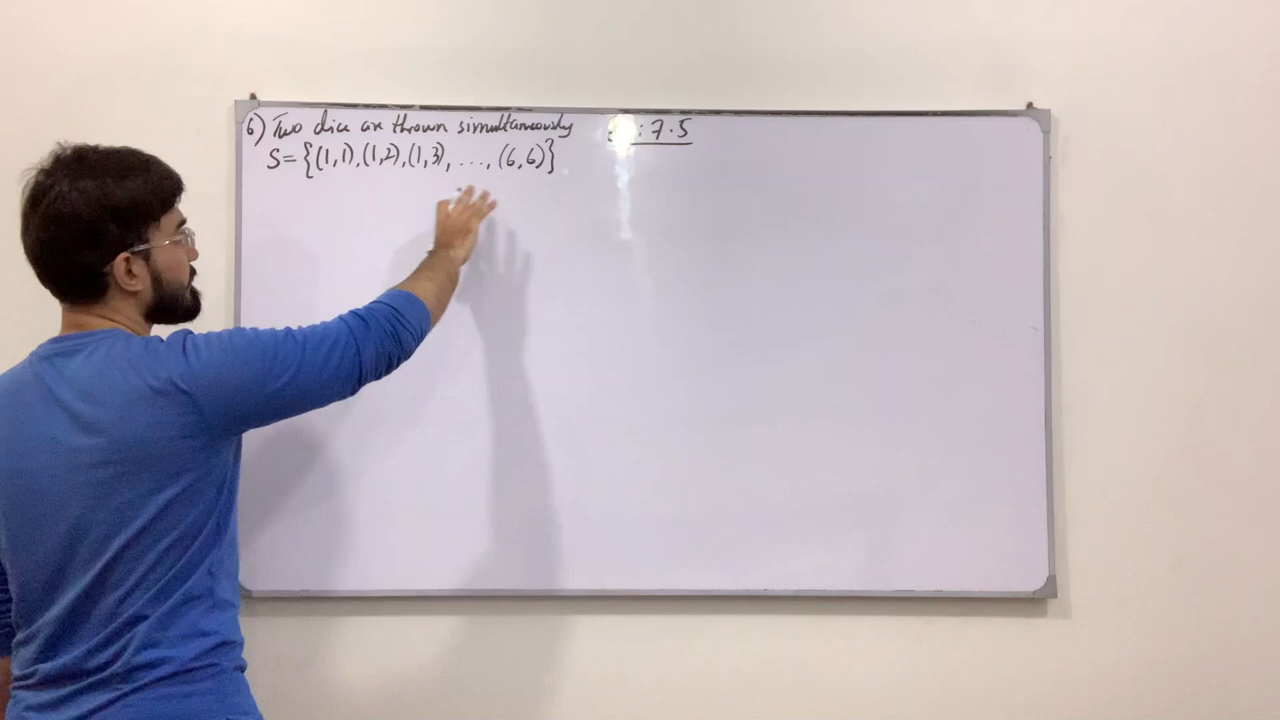 6) Two dice are thrown simultaneously
S = {(1,1),(1,2),(1,3), ..., (6,6)}
: 7.5